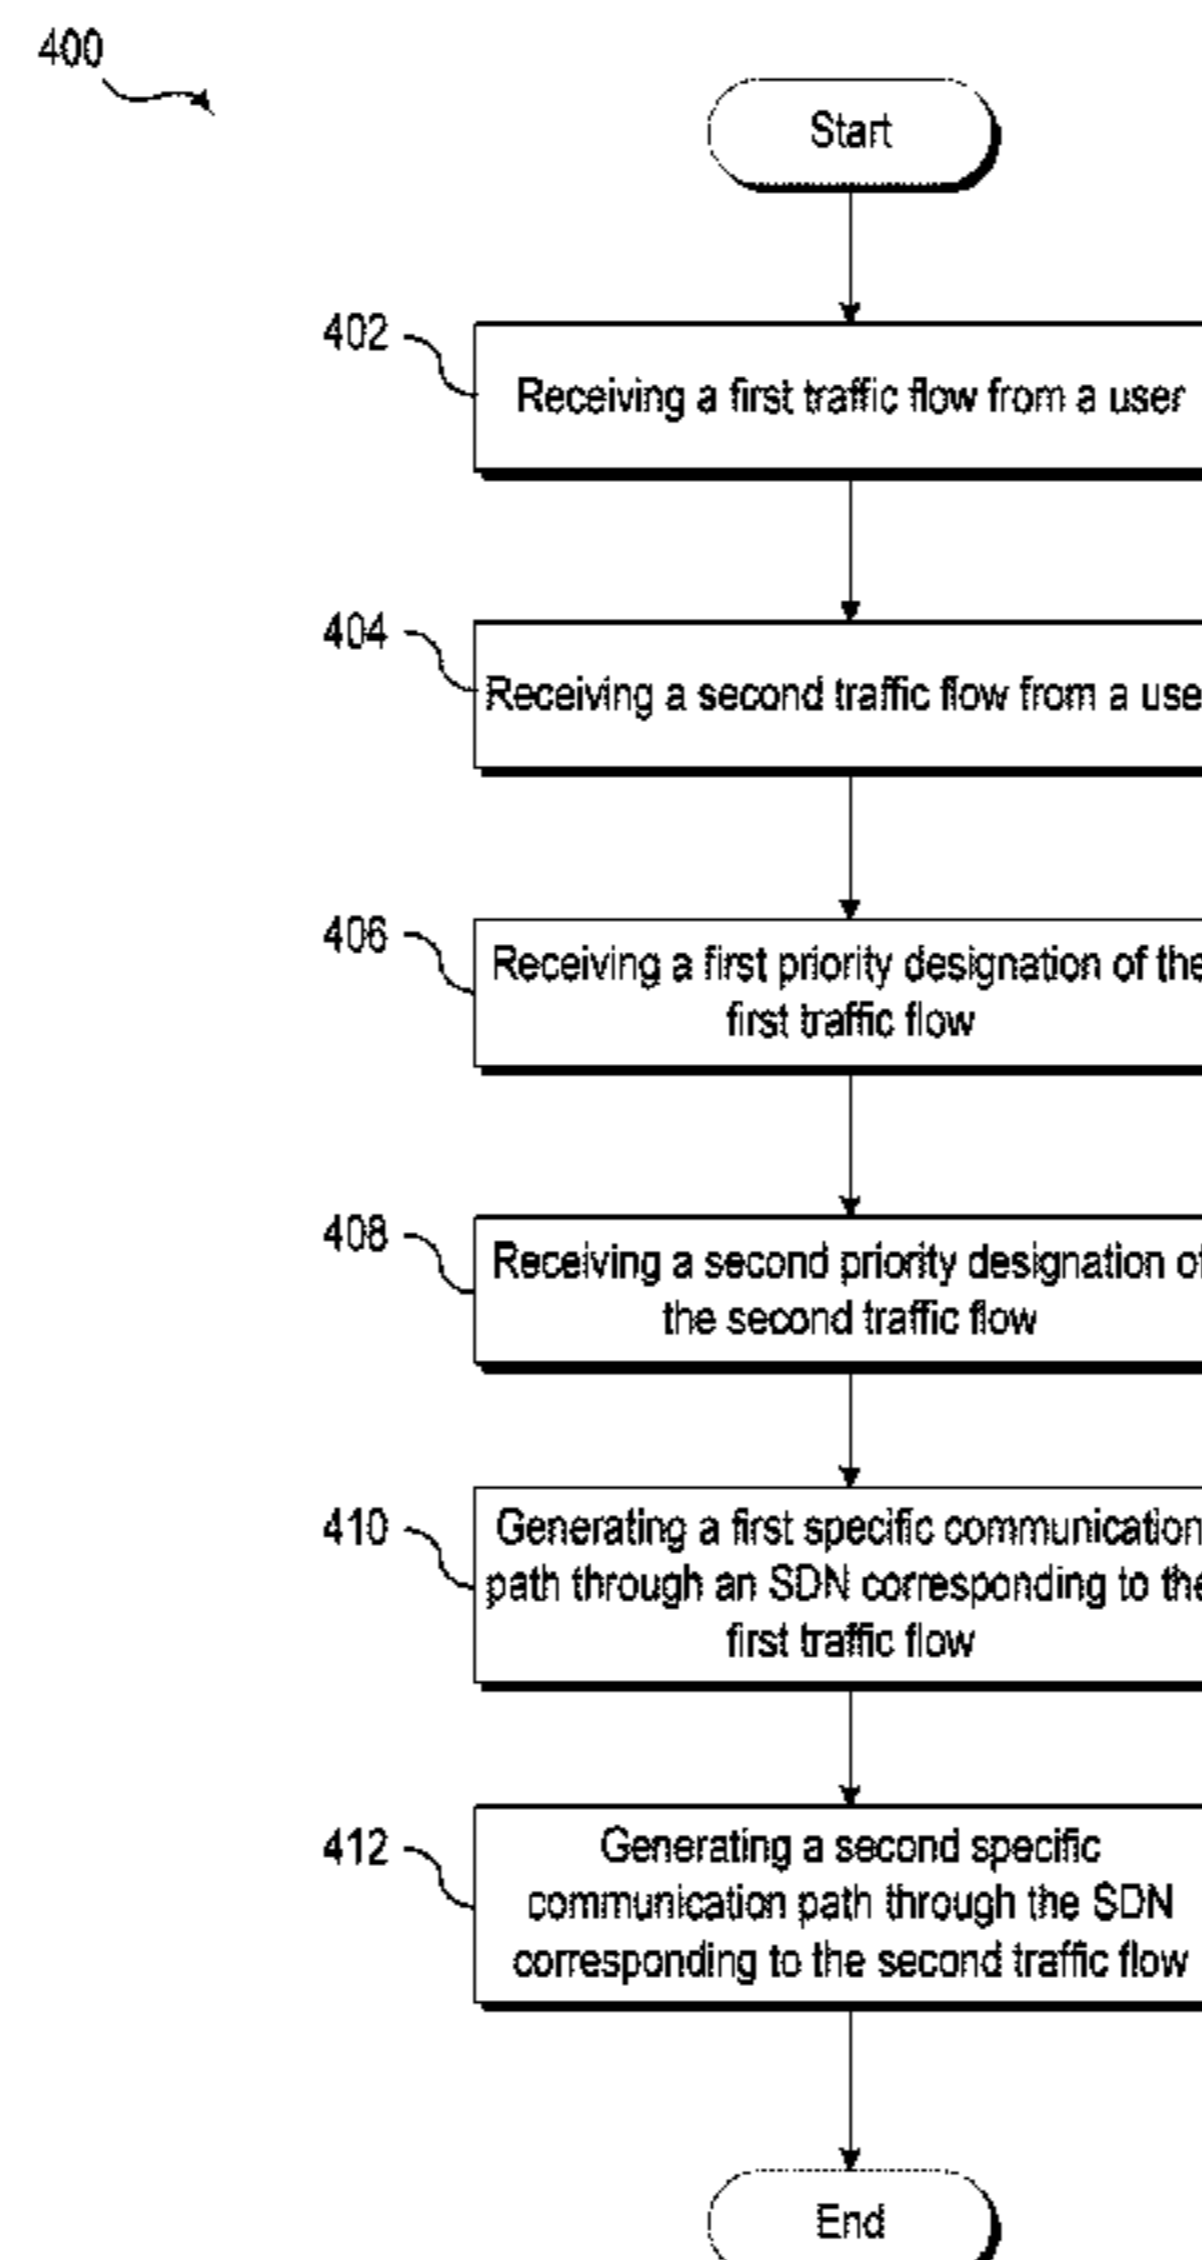 400
Start
402
Receiving a first traffic flow from a user
404
Receiving a second traffic flow from a use
406
Receiving a first priority designation of the
first traffic flow
408
Receiving a second priority designation of
the second traffic flow
410
Generating a first specific communication
path through an SDN corresponding to the
first traffic flow
412
Generating a second specific
communication path through the SDN
corresponding to the second traffic flow
End